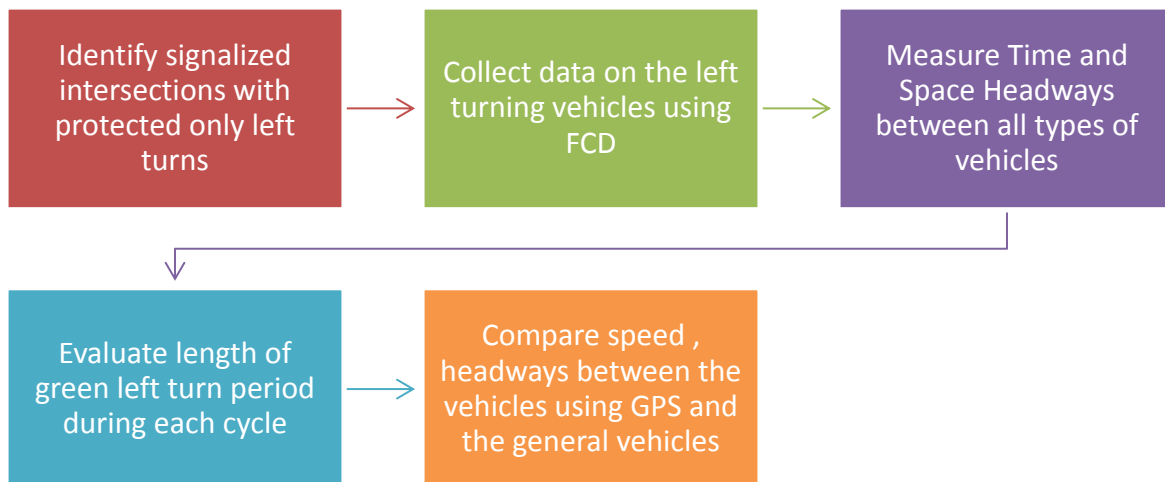 Identify signalized
intersections with
protected only left
turns
Collect data on the left
turning vehicles using
FCD
Measure Time and
Space Headways
between all types of
vehicles
Evaluate length of
green left turn period
during each cycle
Compare speed ,
headways between the
vehicles using GPS and
the general vehicles